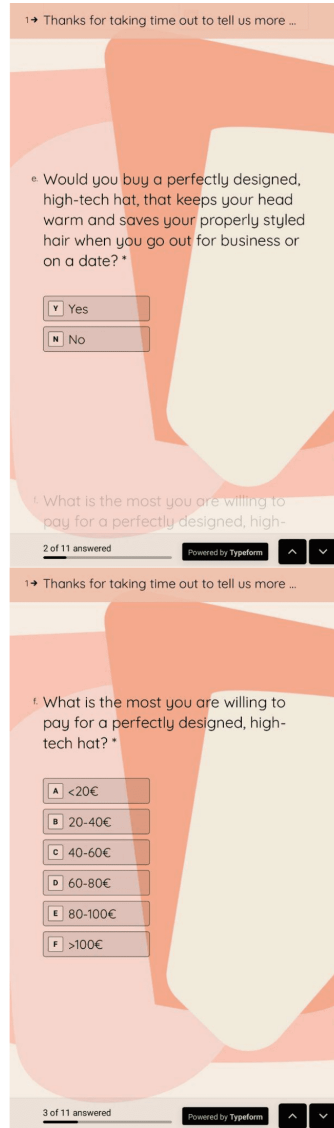 1→ Thanks for taking time out to tell us more ...
e. Would you buy a perfectly designed,
high-tech hat, that keeps your head
warm and saves your properly styled
hair when you go out for business or
on a date? *
Y Yes
N No
f. What is the most you are willing to
pay for a perfectly designed, high-
2 of 11 answered
Powered by Typeform
1→ Thanks for taking time out to tell us more ...
f. What is the most you are willing to
pay for a perfectly designed, high-
tech hat? *
A <20€
B 20-40€
C 40-60€
D 60-80€
E 80-100€
F >100€
3 of 11 answered
Powered by Typeform